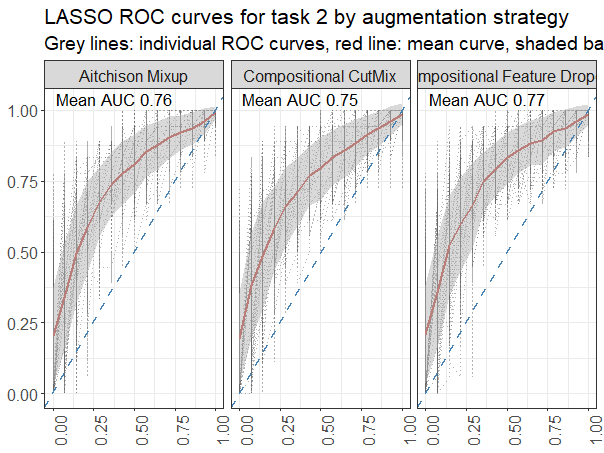 LASSO ROC curves for task 2 by augmentation strategy
Grey lines: individual ROC curves, red line: mean curve, shaded ba
Aitchison Mixup
Compositional CutMix
mpositional Feature Drop
Mean AUC 0.76
Mean AUC 0.75
Mean AUC 0.77
1.00
0.75
0.50
0.25
0.00
0.00 0.25 0.50 0.75 1.00
0.00 0.25 0.50 0.75 1.00
0.00 0.25 0.50 0.75 1.00